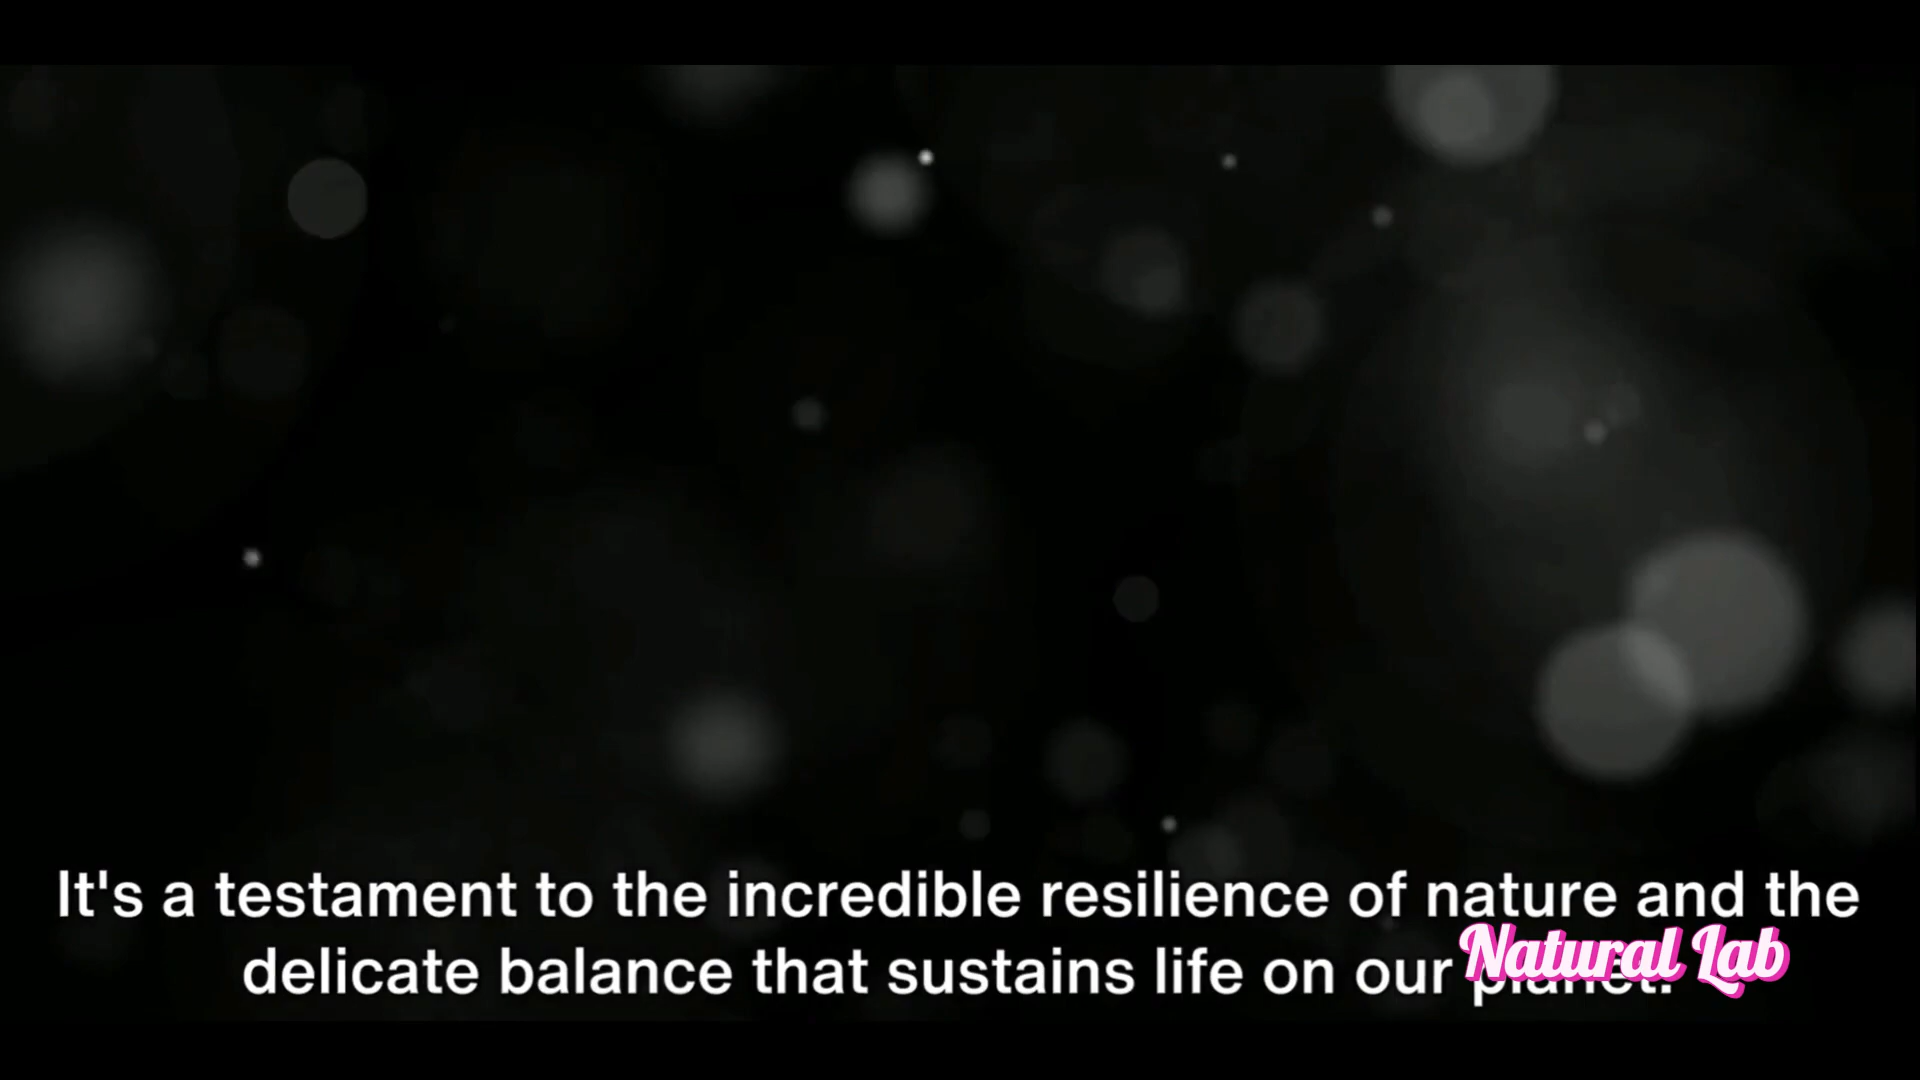 It's a testament to the incredible resilience of nature and the
delicate balance that sustains life on our planet.
Natural Lab